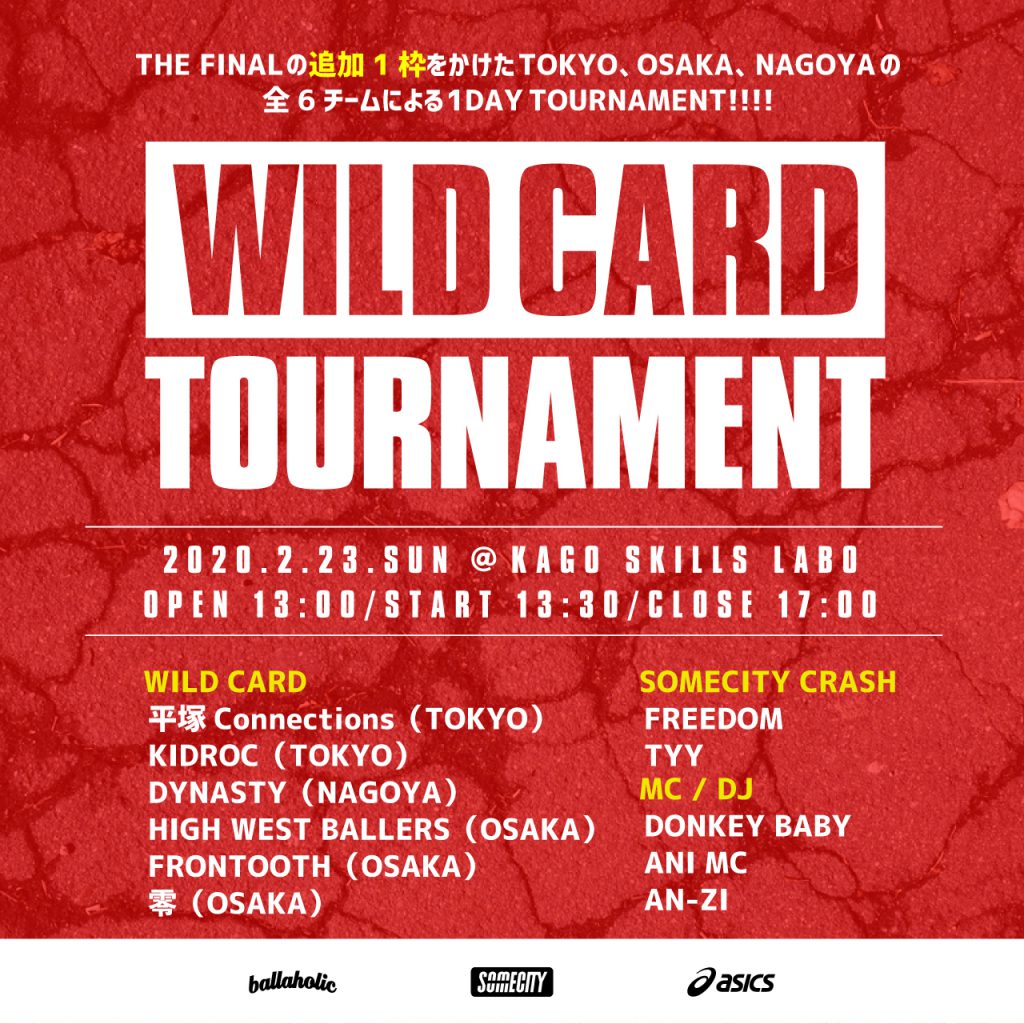 THE FINALの追加1枠をかけたTOKYO、OSAKA、NAGOYAの
全6チームによる1DAY TOURNAMENT!!!!
WILD CARD
TOURNAMENT
2020.2.23.SUN @ KAGO SKILLS LABO
OPEN 13:00/START 13:30/CLOSE 17:00
WILD CARD
平塚 Connections（TOKYO）
KIDROC（TOKYO）
DYNASTY（NAGOYA）
HIGH WEST BALLERS（OSAKA）
FRONTOOTH（OSAKA）
零（OSAKA）
SOMECITY CRASH
FREEDOM
TYY
MC / DJ
DONKEY BABY
ANI MC
AN-ZI
ballaholic
SOMECITY
asics